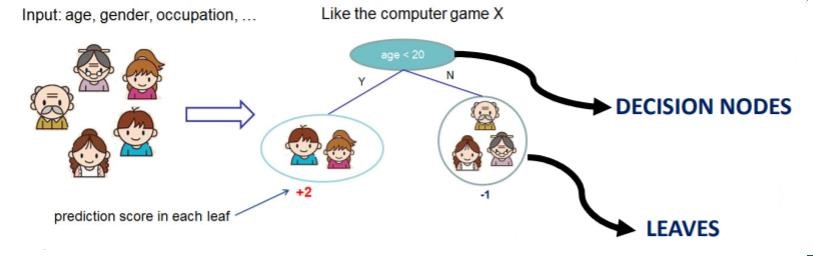 Input: age, gender, occupation, …
Like the computer game X
age < 20
Y
N
DECISION NODES
+2
-1
prediction score in each leaf
LEAVES